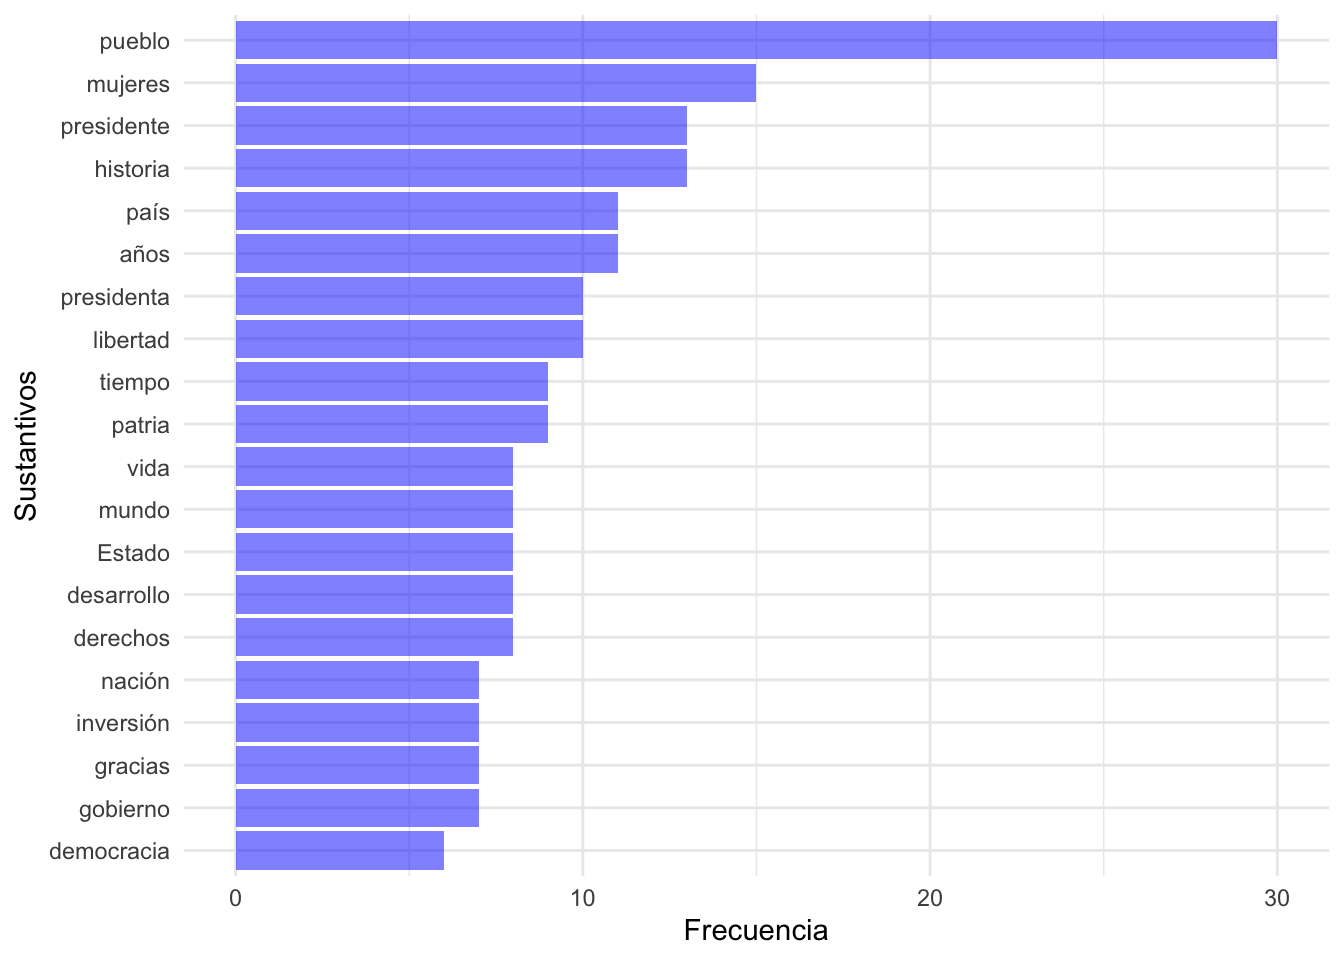 pueblo
mujeres
presidente
historia
país
años
presidenta
libertad
tiempo
patria
vida
mundo
Estado
desarrollo
derechos
nación
inversión
gracias
gobierno
democracia
Sustantivos
0 10 20 30
Frecuencia